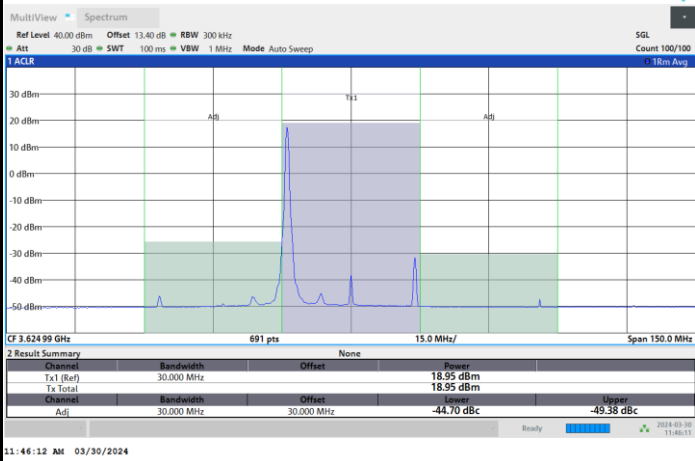 MultiView Spectrum
Ref Level 40.00 dBm Offset 13.40 dB RBW 300 kHz SGL
Att 30 dB SWT 100 ms VBW 1 MHz Mode Auto Sweep Count 100/100
1 ACLR 1Rm Avg
30 dBm
Tx1
20 dBm
Adj Adj
10 dBm
0 dBm
-10 dBm
-20 dBm
-30 dBm
-40 dBm
-50 dBm
CF 3.624 99 GHz 691 pts 15.0 MHz/ Span 150.0 MHz
2 Result Summary None
Channel Bandwidth Offset Power
Tx1 (Ref) 30.000 MHz 18.95 dBm
Tx Total 18.95 dBm
Channel Bandwidth Offset Lower Upper
Adj 30.000 MHz 30.000 MHz -44.70 dBc -49.38 dBc
Ready 2024-03-30
11:46:11
11:46:12 AM 03/30/2024